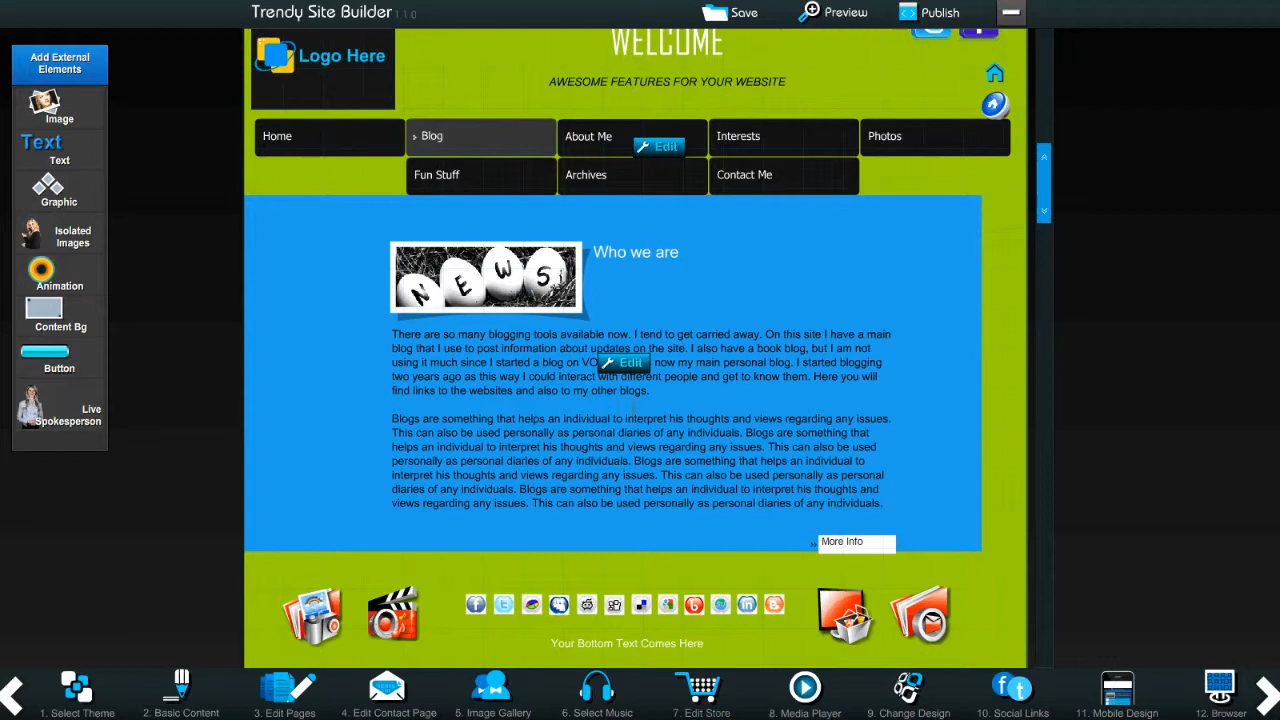 Trendy Site Builder 1.1.0
Save
Preview
Publish
Add External
Elements
Image
Text
Text
Graphic
Isolated
Images
Animation
Content Bg
Button
Live
Spokesperson
Logo Here
WELCOME
AWESOME FEATURES FOR YOUR WEBSITE
Home
› Blog
About Me
Edit
Interests
Photos
Fun Stuff
Archives
Contact Me
NEWS
Who we are
There are so many blogging tools available now. I tend to get carried away. On this site I have a main
blog that I use to post information about updates on the site. I also have a book blog, but I am not
using it much since I started a blog on VO Edit now my main personal blog. I started blogging
two years ago as this way I could interact with different people and get to know them. Here you will
find links to the websites and also to my other blogs.
Blogs are something that helps an individual to interpret his thoughts and views regarding any issues.
This can also be used personally as personal diaries of any individuals. Blogs are something that
helps an individual to interpret his thoughts and views regarding any issues. This can also be used
personally as personal diaries of any individuals. Blogs are something that helps an individual to
interpret his thoughts and views regarding any issues. This can also be used personally as personal
diaries of any individuals. Blogs are something that helps an individual to interpret his thoughts and
views regarding any issues. This can also be used personally as personal diaries of any individuals.
» More Info
Your Bottom Text Comes Here
1. Select Theme
2. Basic Content
3. Edit Pages
4. Edit Contact Page
5. Image Gallery
6. Select Music
7. Edit Store
8. Media Player
9. Change Design
10. Social Links
11. Mobile Design
12. Browser